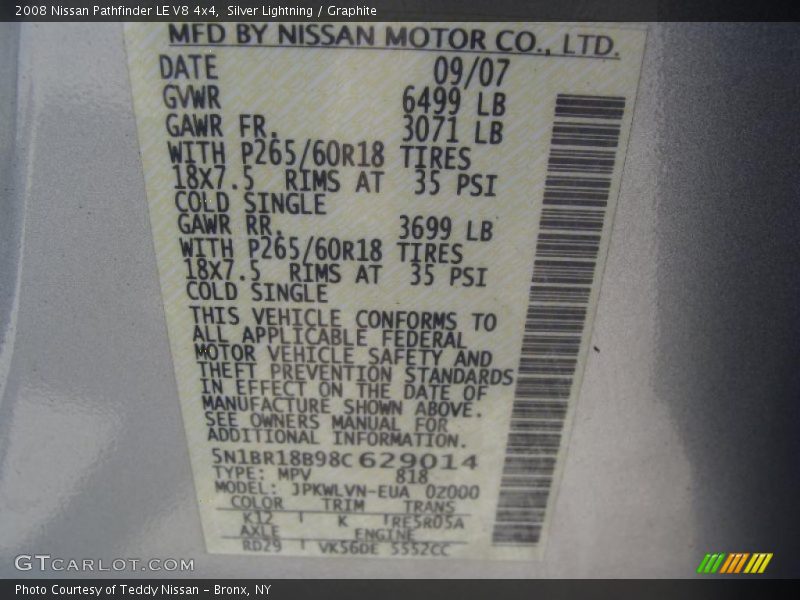 2008 Nissan Pathfinder LE V8 4x4,  Silver Lightning / Graphite
MFD BY NISSAN MOTOR CO., LTD.
DATE 09/07
GVWR 6499 LB
GAWR FR. 3071 LB
WITH P265/60R18 TIRES
18X7.5 RIMS AT 35 PSI
COLD SINGLE
GAWR RR. 3699 LB
WITH P265/60R18 TIRES
18X7.5 RIMS AT 35 PSI
COLD SINGLE
THIS VEHICLE CONFORMS TO
ALL APPLICABLE FEDERAL
MOTOR VEHICLE SAFETY AND
THEFT PREVENTION STANDARDS
IN EFFECT ON THE DATE OF
MANUFACTURE SHOWN ABOVE.
SEE OWNERS MANUAL FOR
ADDITIONAL INFORMATION.
5N1BR18B98C 629014
TYPE: MPV 818
MODEL: JPKWLVN-EUA 0Z000
COLOR TRIM TRANS
K12 K RE5R05A
AXLE ENGINE
RD29 VK56DE 5552CC
GTCARLOT.COM
Photo Courtesy of Teddy Nissan - Bronx, NY